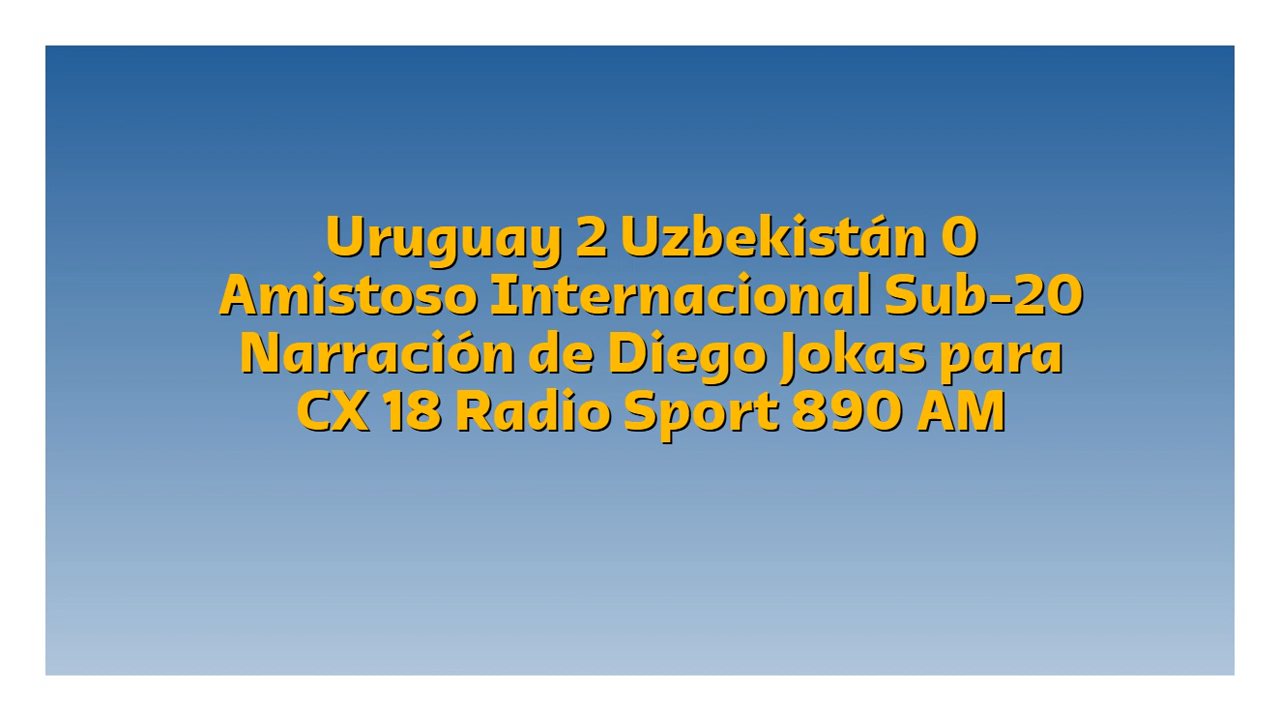 Uruguay 2 Uzbekistán 0
Amistoso Internacional Sub-20
Narración de Diego Jokas para
CX 18 Radio Sport 890 AM